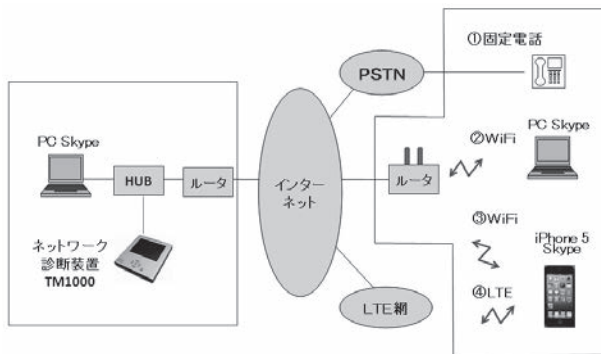 PC Skype
HUB
ルータ
ネットワーク
診断装置
TM1000
インター
ネット
PSTN
LTE網
ルータ
①固定電話
②WiFi
PC Skype
③WiFi
iPhone 5
Skype
④LTE